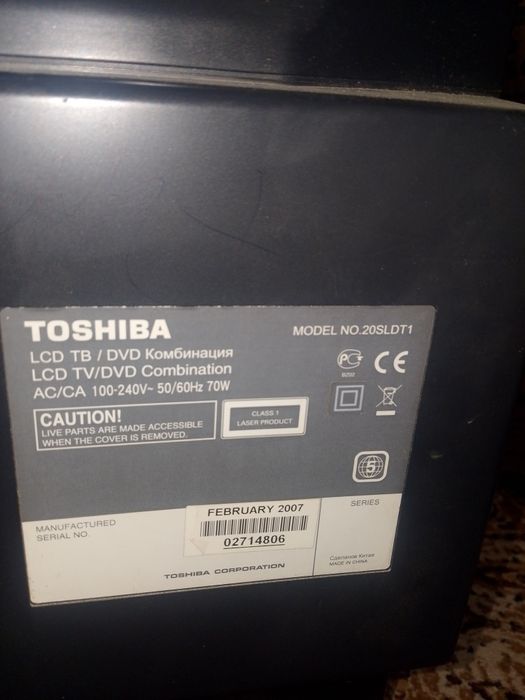 TOSHIBA
MODEL NO.20SLDT1
LCD ТВ / DVD Комбинация
LCD TV/DVD Combination
AC/CA 100-240V~ 50/60Hz 70W
CAUTION!
LIVE PARTS ARE MADE ACCESSIBLE
WHEN THE COVER IS REMOVED.
CLASS 1
LASER PRODUCT
CE
5
MANUFACTURED
SERIAL NO.
FEBRUARY 2007
02714806
SERIES
TOSHIBA CORPORATION
Сделано в Китае
MADE IN CHINA